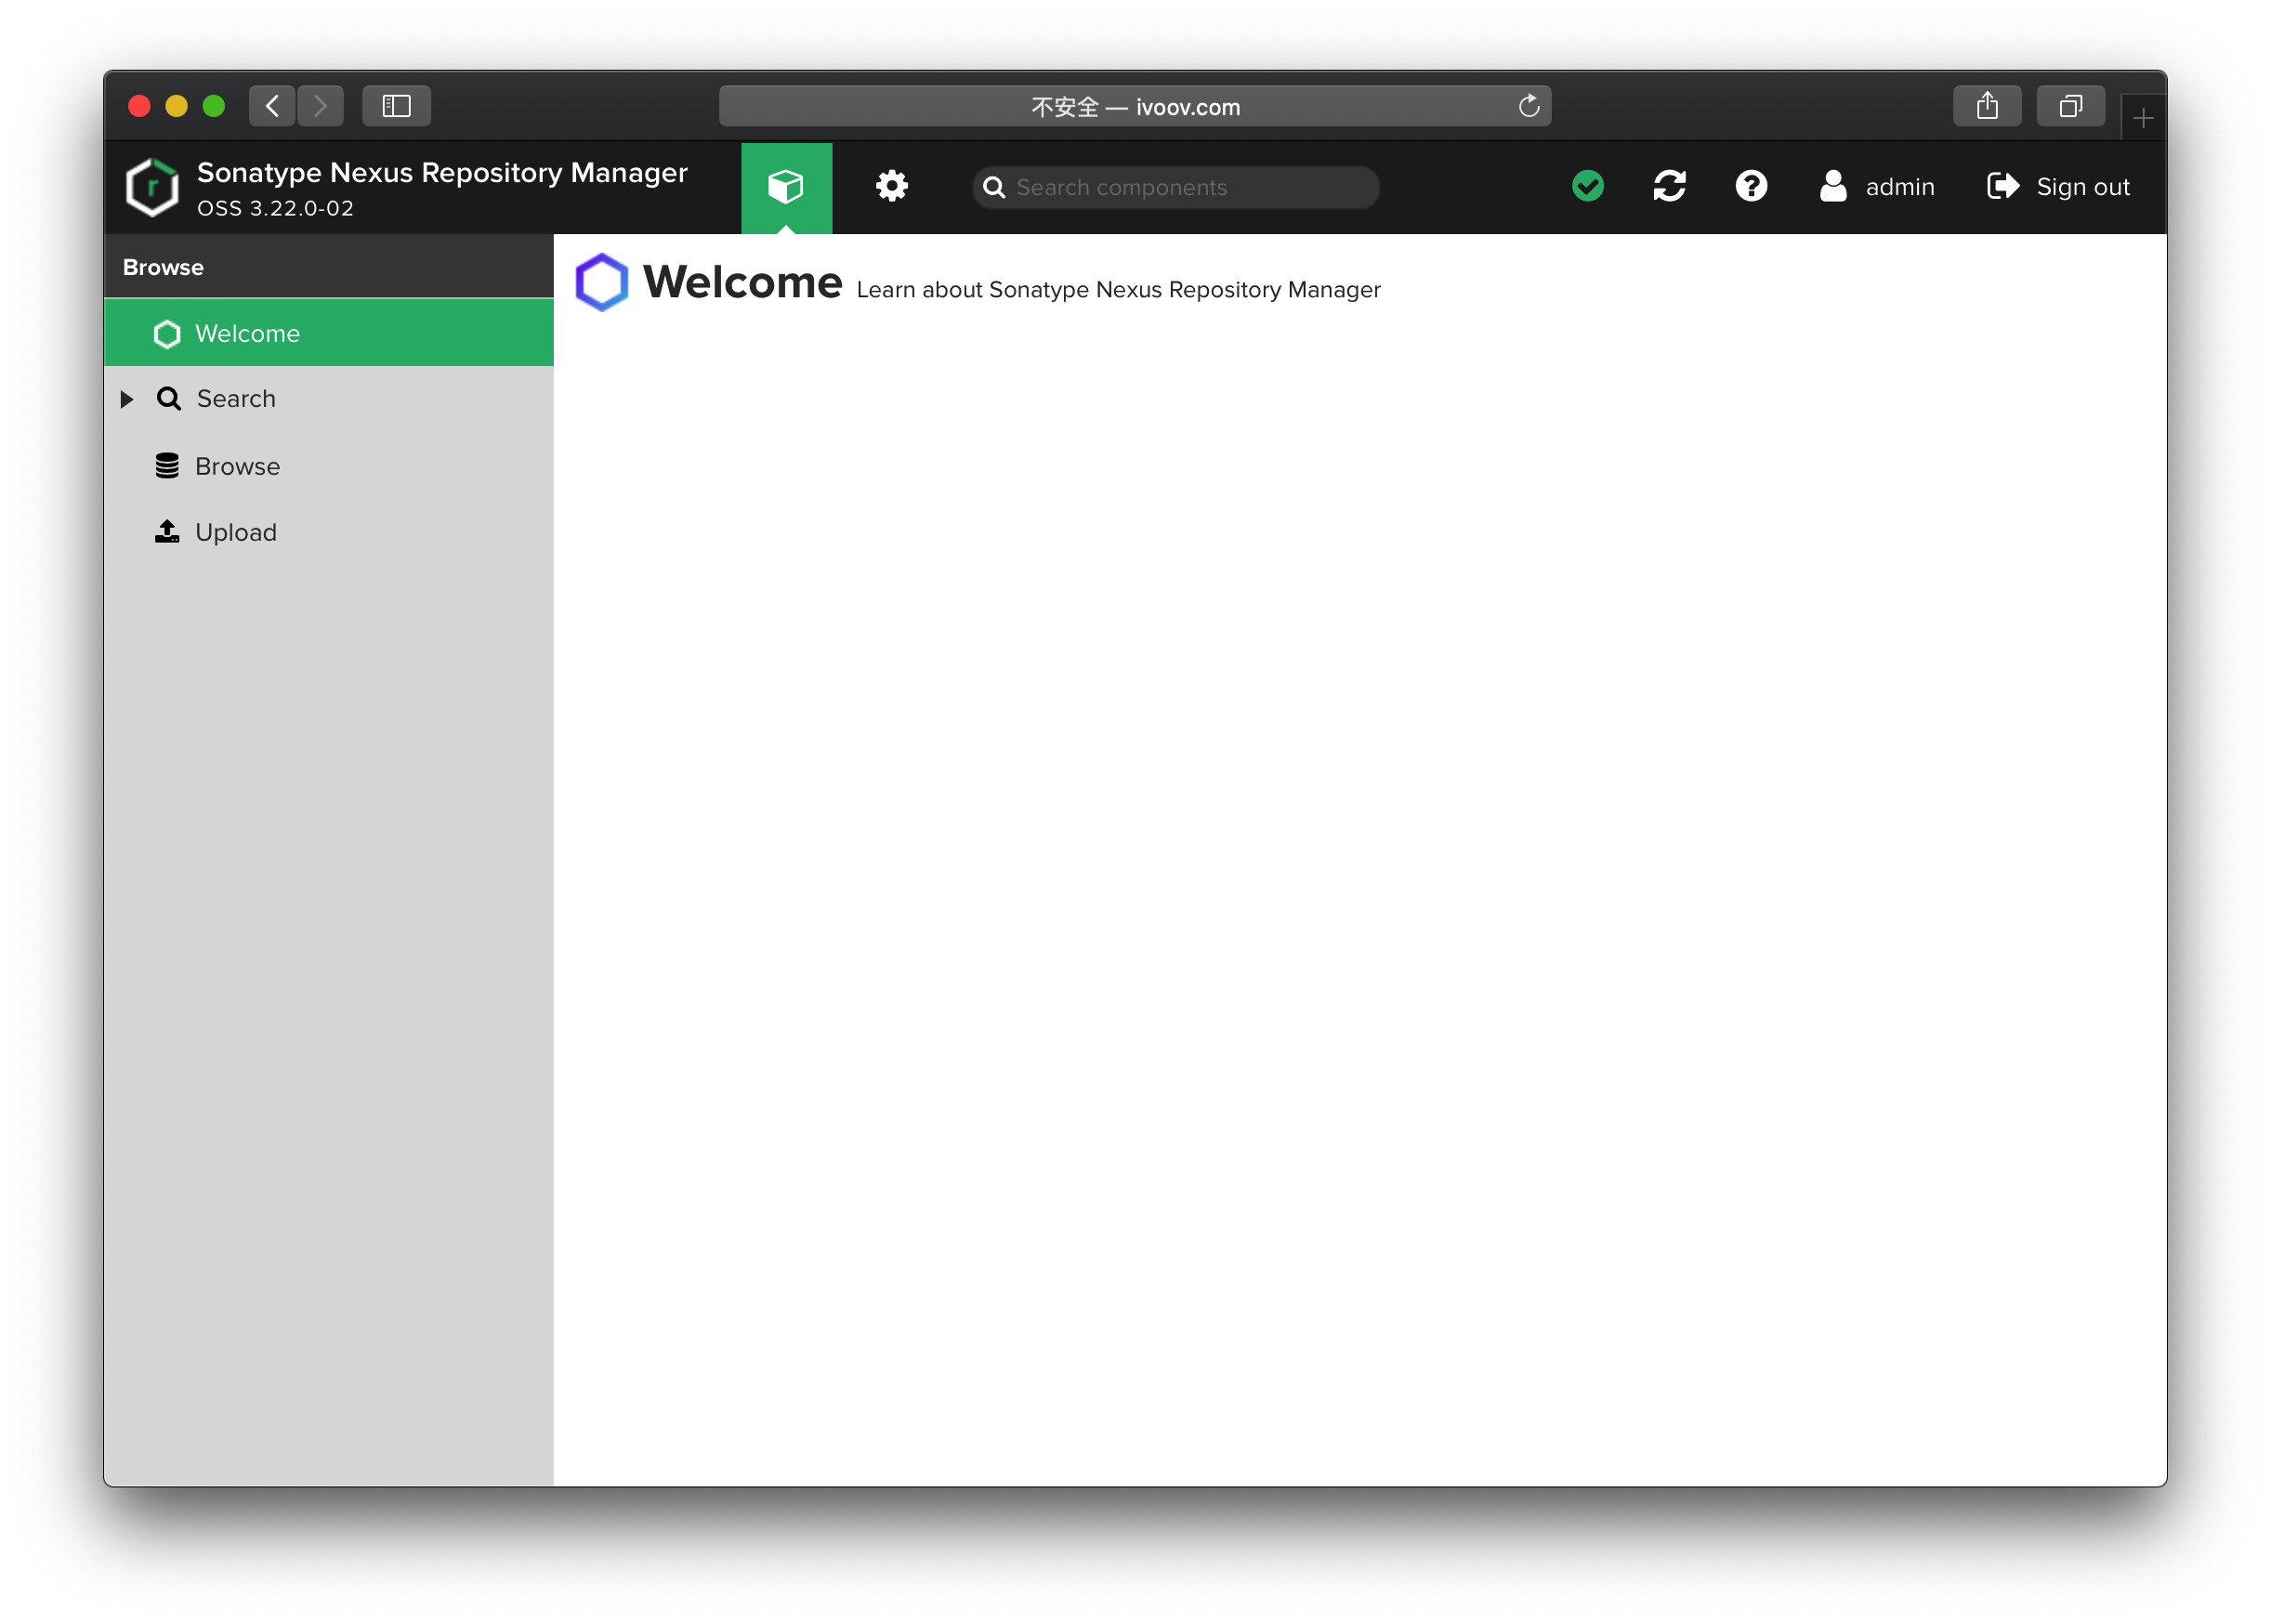 不安全 — ivoov.com
Sonatype Nexus Repository Manager
OSS 3.22.0-02
Search components
admin
Sign out
Browse
Welcome
Search
Browse
Upload
Welcome Learn about Sonatype Nexus Repository Manager